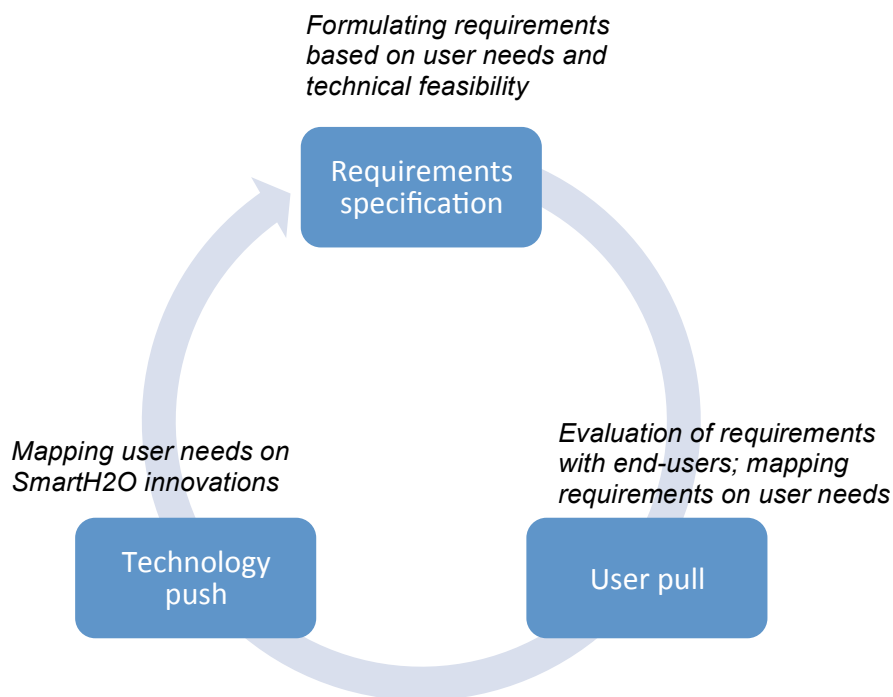 Formulating requirements
based on user needs and
technical feasibility
Requirements
specification
Mapping user needs on
SmartH2O innovations
Evaluation of requirements
with end-users; mapping
requirements on user needs
Technology
push
User pull